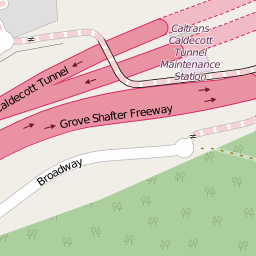 Caltrans
Caldecott
Tunnel
Maintenance
Station
Caldecott Tunnel
Grove Shafter Freeway
Broadway